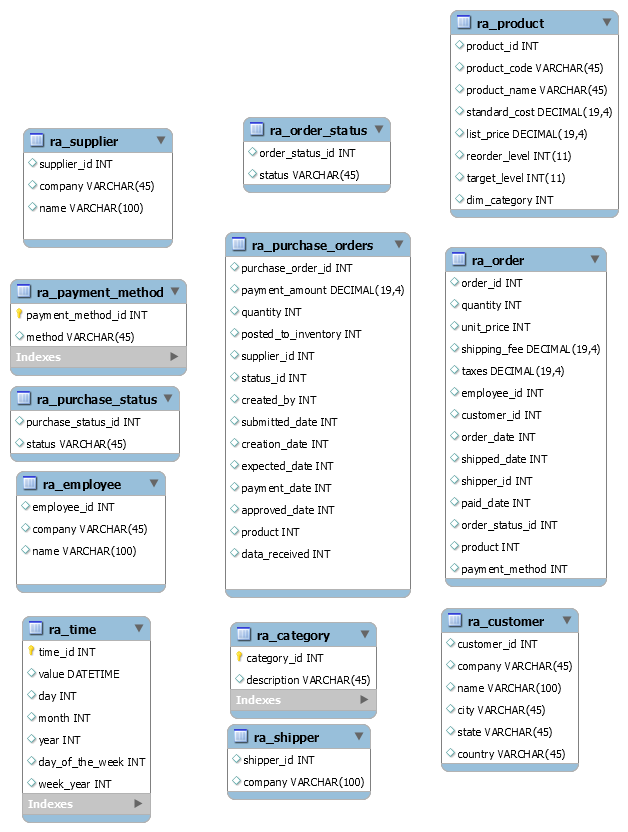 ra_product
product_id INT
product_code VARCHAR(45)
product_name VARCHAR(45)
standard_cost DECIMAL(19,4)
list_price DECIMAL(19,4)
reorder_level INT(11)
target_level INT(11)
dim_category INT
ra_supplier
supplier_id INT
company VARCHAR(45)
name VARCHAR(100)
ra_order_status
order_status_id INT
status VARCHAR(45)
ra_payment_method
payment_method_id INT
method VARCHAR(45)
Indexes
ra_purchase_status
purchase_status_id INT
status VARCHAR(45)
ra_employee
employee_id INT
company VARCHAR(45)
name VARCHAR(100)
ra_purchase_orders
purchase_order_id INT
payment_amount DECIMAL(19,4)
quantity INT
posted_to_inventory INT
supplier_id INT
status_id INT
created_by INT
submitted_date INT
creation_date INT
expected_date INT
payment_date INT
approved_date INT
product INT
data_received INT
ra_order
order_id INT
quantity INT
unit_price INT
shipping_fee DECIMAL(19,4)
taxes DECIMAL(19,4)
employee_id INT
customer_id INT
order_date INT
shipped_date INT
shipper_id INT
paid_date INT
order_status_id INT
product INT
payment_method INT
ra_time
time_id INT
value DATETIME
day INT
month INT
year INT
day_of_the_week INT
week_year INT
Indexes
ra_category
category_id INT
description VARCHAR(45)
Indexes
ra_shipper
shipper_id INT
company VARCHAR(100)
ra_customer
customer_id INT
company VARCHAR(45)
name VARCHAR(100)
city VARCHAR(45)
state VARCHAR(45)
country VARCHAR(45)